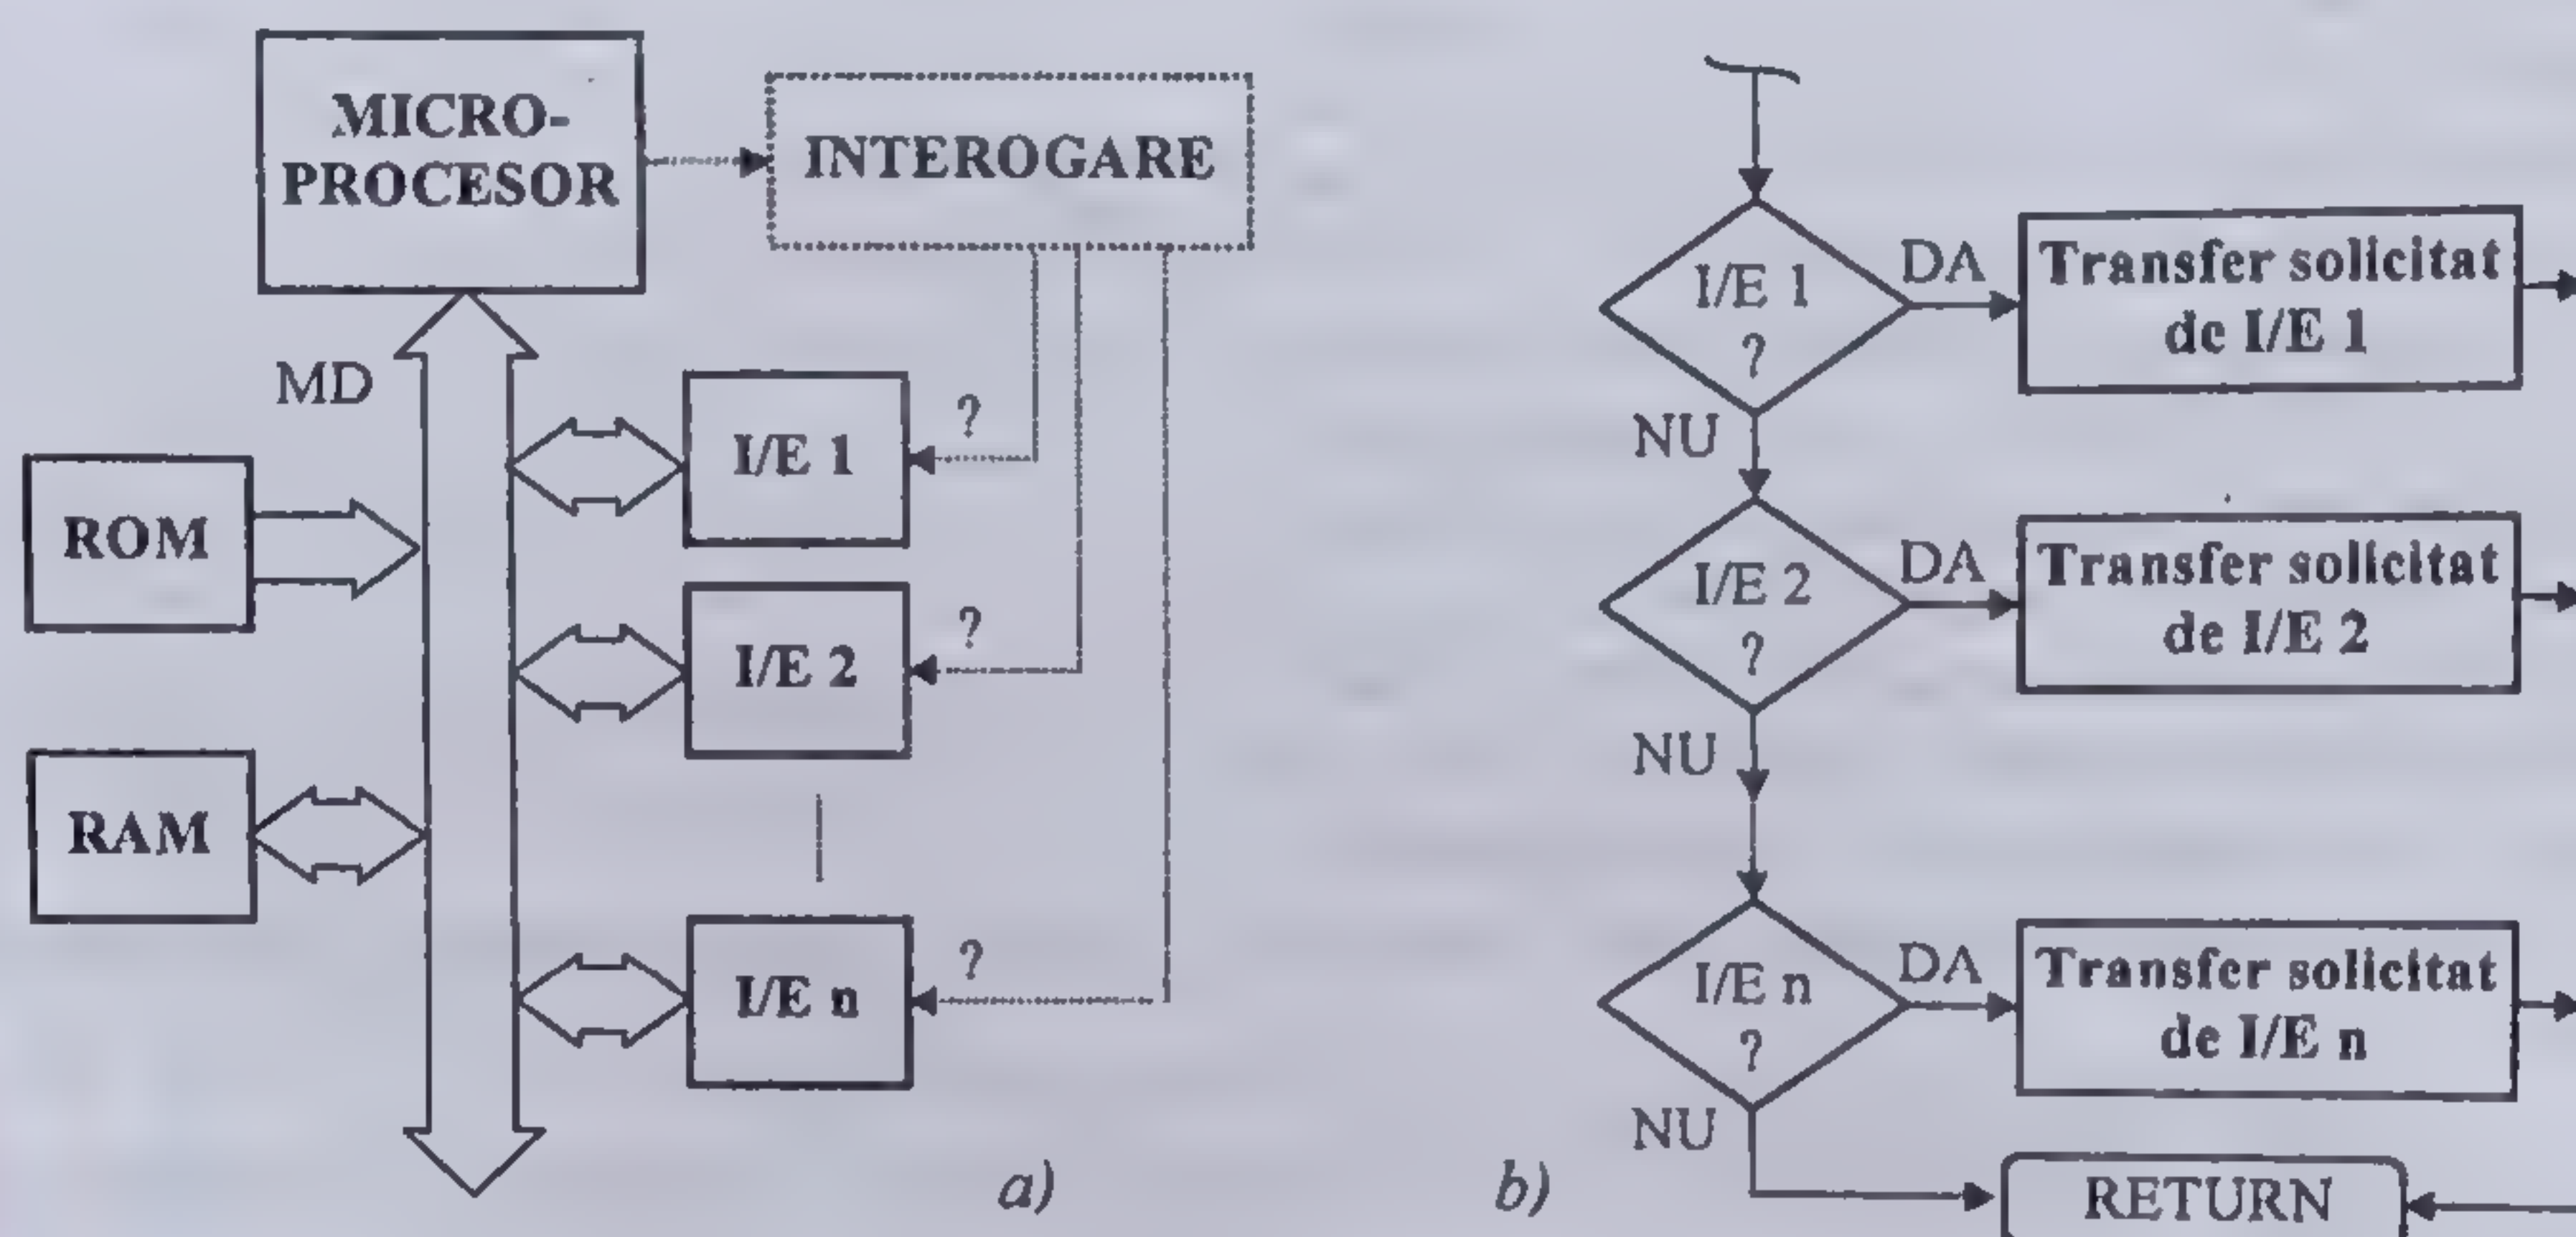 MICRO-
PROCESOR
INTEROGARE
MD
ROM
RAM
I/E 1
?
I/E 2
?
I/E n
?
a)
b)
I/E 1
?
DA
Transfer solicitat
de I/E 1
NU
I/E 2
?
DA
Transfer solicitat
de I/E 2
NU
I/E n
?
DA
Transfer solicitat
de I/E n
NU
RETURN